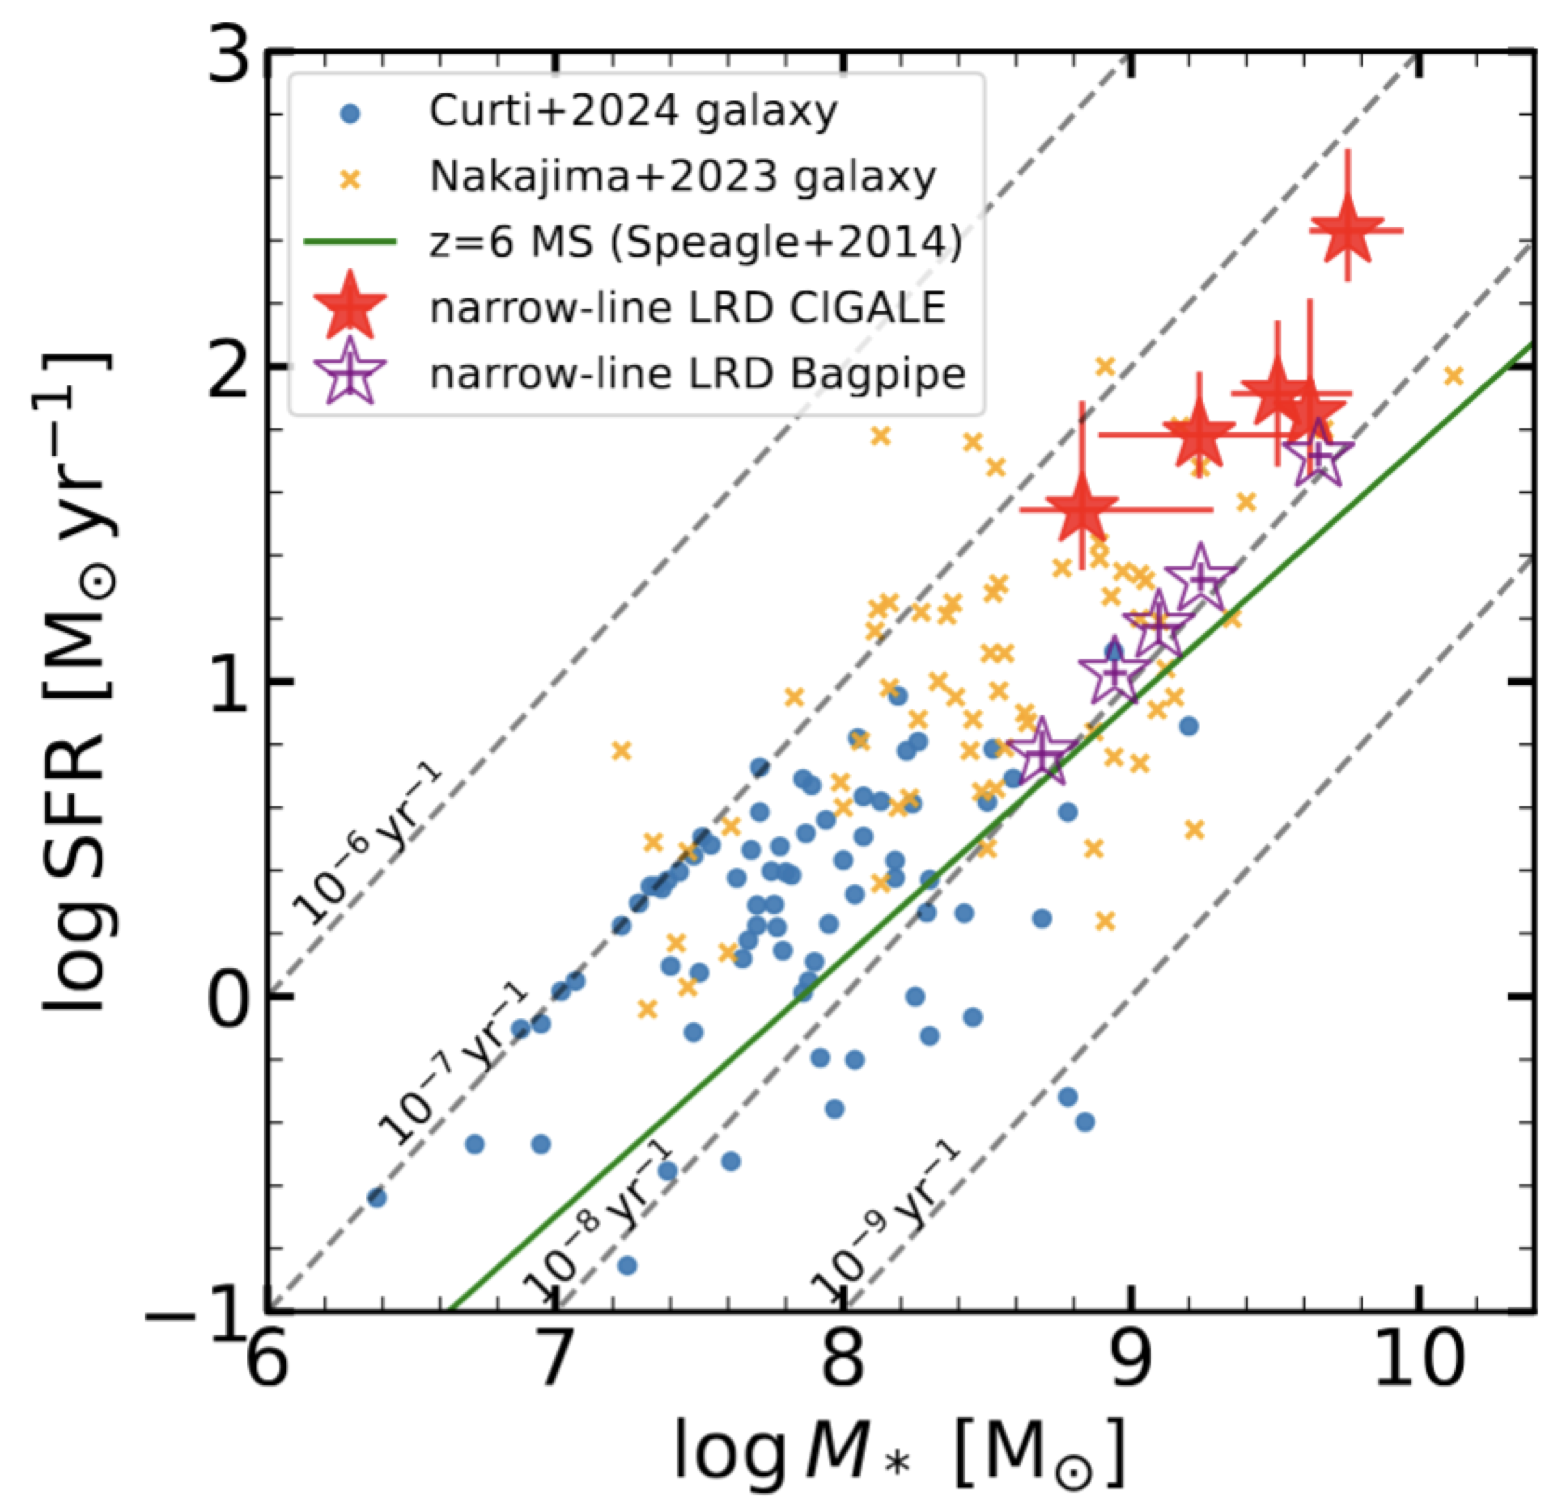 3
2
1
0
−1
6
7
8
9
10
log SFR [M⊙ yr⁻¹]
log M* [M⊙]
Curti+2024 galaxy
Nakajima+2023 galaxy
z=6 MS (Speagle+2014)
narrow-line LRD CIGALE
narrow-line LRD Bagpipe
10⁻⁶ yr⁻¹
10⁻⁷ yr⁻¹
10⁻⁸ yr⁻¹
10⁻⁹ yr⁻¹